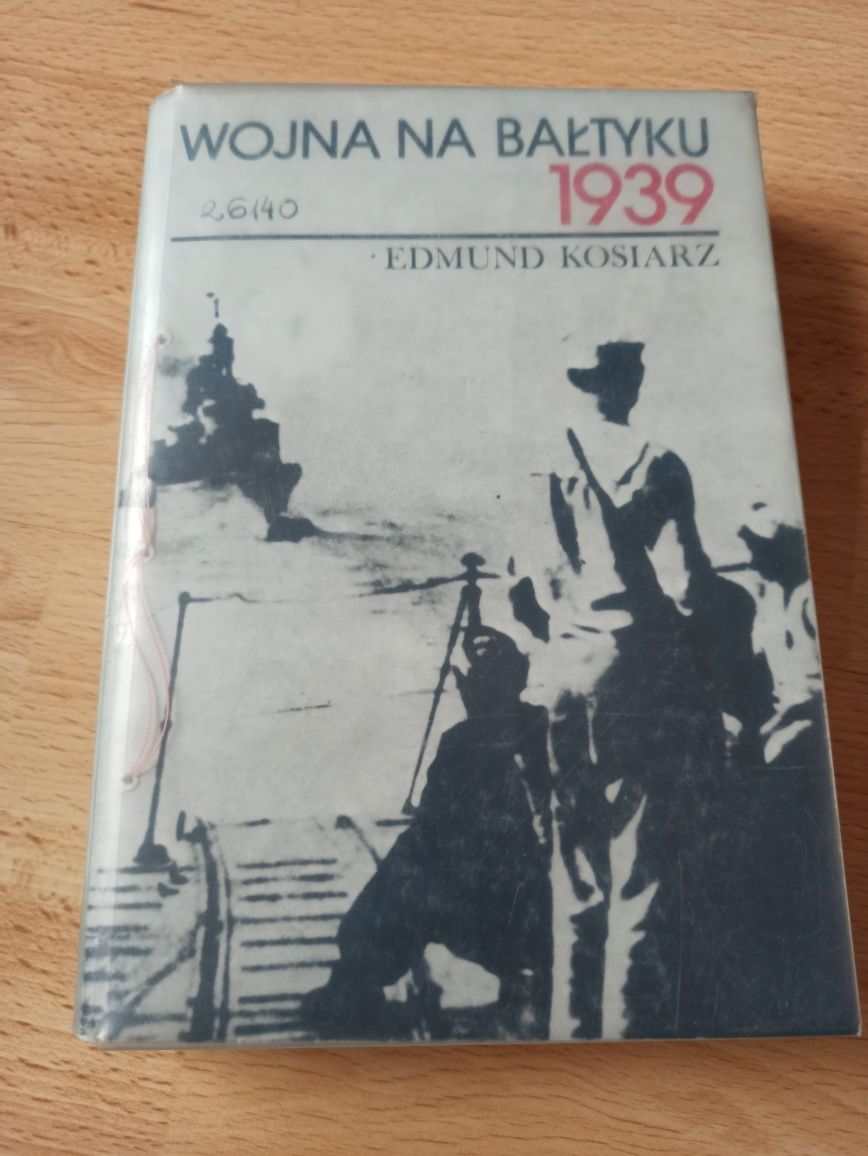 WOJNA NA BAŁTYKU
1939
26140
EDMUND KOSIARZ